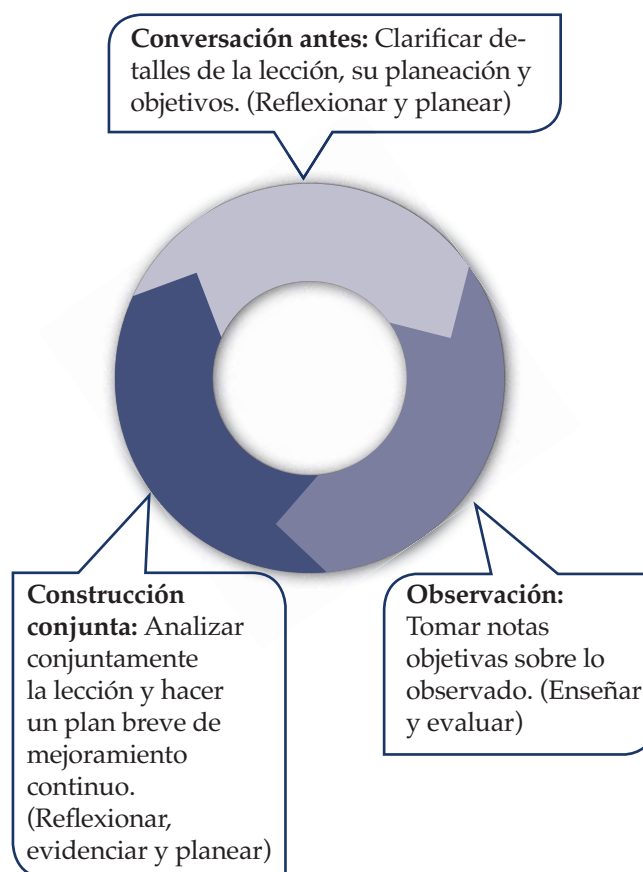 Conversación antes: Clarificar de-
talles de la lección, su planeación y
objetivos. (Reflexionar y planear)
Construcción
conjunta: Analizar
conjuntamente
la lección y hacer
un plan breve de
mejoramiento
continuo.
(Reflexionar,
evidenciar y planear)
Observación:
Tomar notas
objetivas sobre lo
observado. (Enseñar
y evaluar)